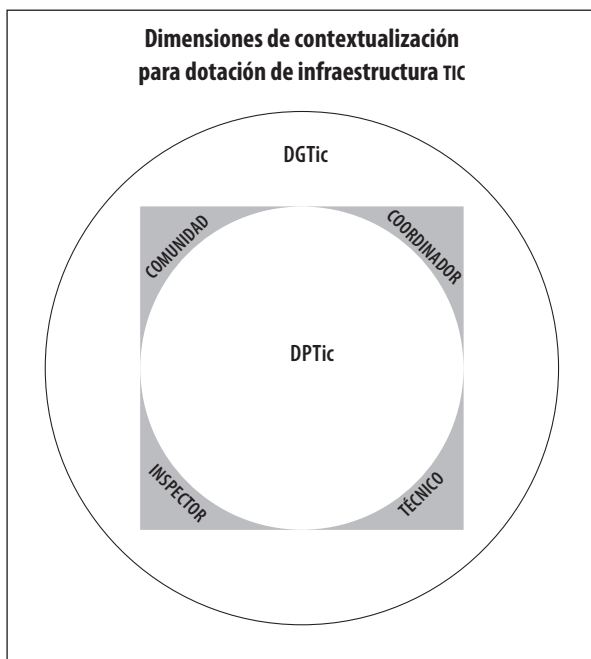 Dimensiones de contextualización
para dotación de infraestructura TIC
DGTic
COMUNIDAD
COORDINADOR
DPTic
INSPECTOR
TÉCNICO